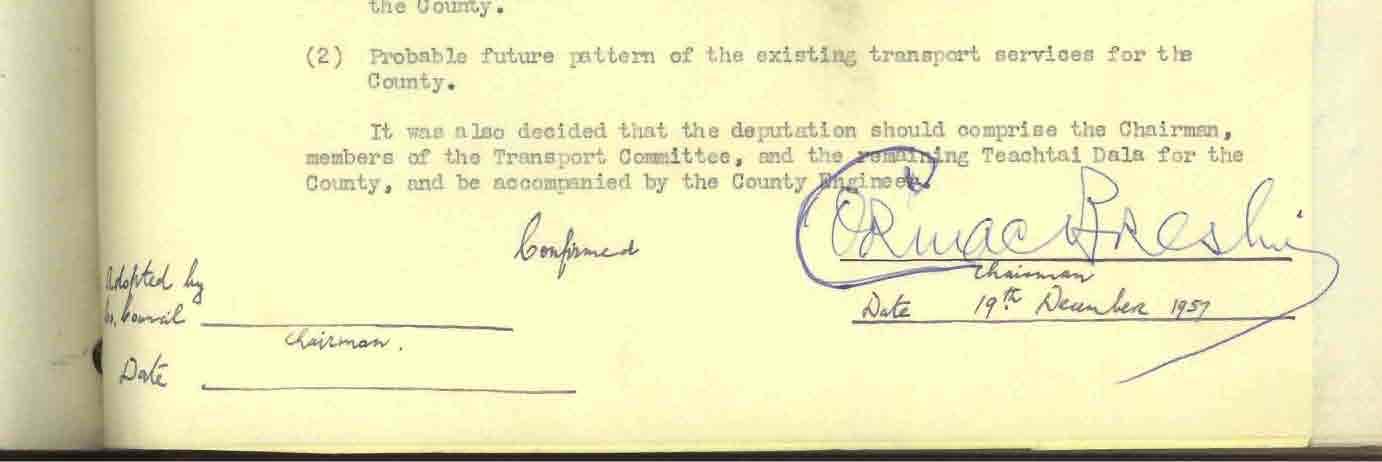 the County.
(2) Probable future pattern of the existing transport services for the
County.
It was also decided that the deputation should comprise the Chairman,
members of the Transport Committee, and the remaining Teachtai Dala for the
County, and be accompanied by the County Engineer.
Confirmed
Cormac Breslin
Chairman
Date 19th December 1957
Adopted by
Co. Council
Chairman.
Date